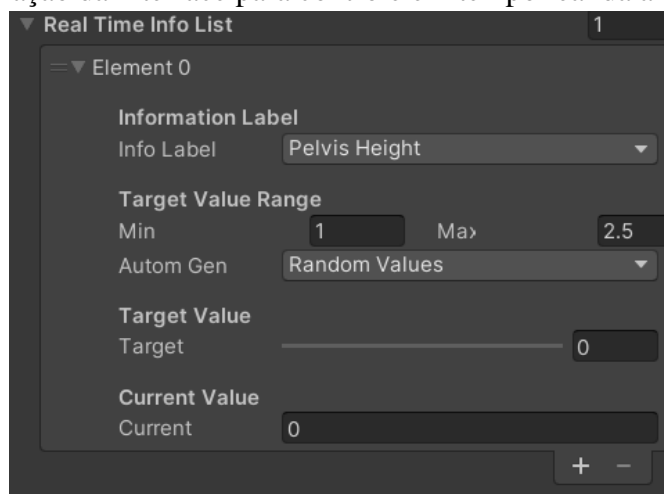 Real Time Info List 1
Element 0
Information Label
Info Label Pelvis Height
Target Value Range
Min 1 Max 2.5
Autom Gen Random Values
Target Value
Target 0
Current Value
Current 0
+ −